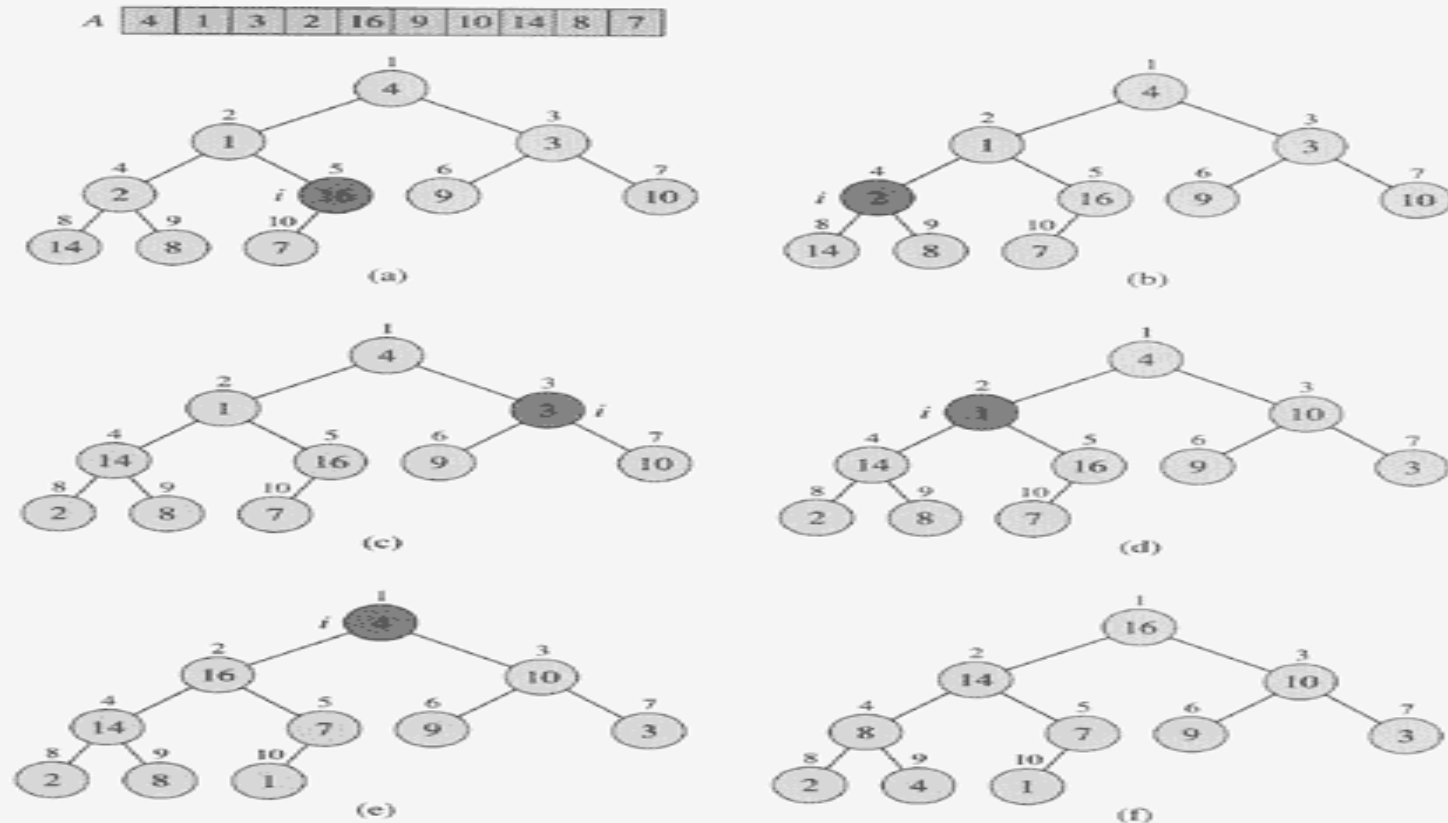 A 4 1 3 2 16 9 10 14 8 7
1 1
4 4
2 3 2 3
1 3 1 3
4 5 6 7 4 5 6 7
2 i 16 9 10 i 2 16 9 10
8 9 10 8 9 10
14 8 7 14 8 7
(a) (b)
1 1
4 4
2 3 2 3
1 3 i i 1 10
4 5 6 7 4 5 6 7
14 16 9 10 14 16 9 3
8 9 10 8 9 10
2 8 7 2 8 7
(c) (d)
1 1
i 4 16
2 3 2 3
16 10 14 10
4 5 6 7 4 5 6 7
14 7 9 3 8 7 9 3
8 9 10 8 9 10
2 8 1 2 4 1
(e) (f)